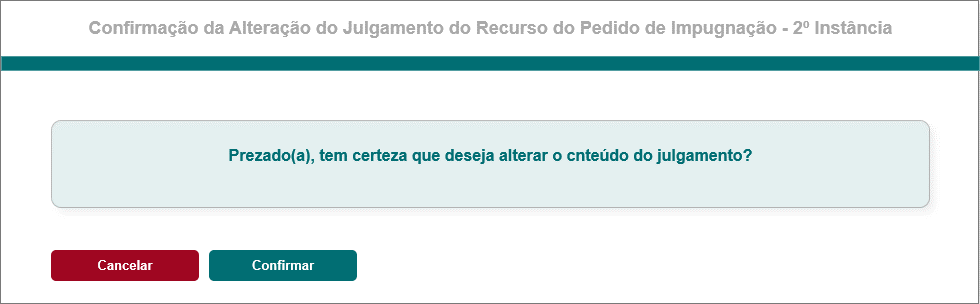 Confirmação da Alteração do Julgamento do Recurso do Pedido de Impugnação - 2º Instância
Prezado(a), tem certeza que deseja alterar o cnteúdo do julgamento?
Cancelar
Confirmar